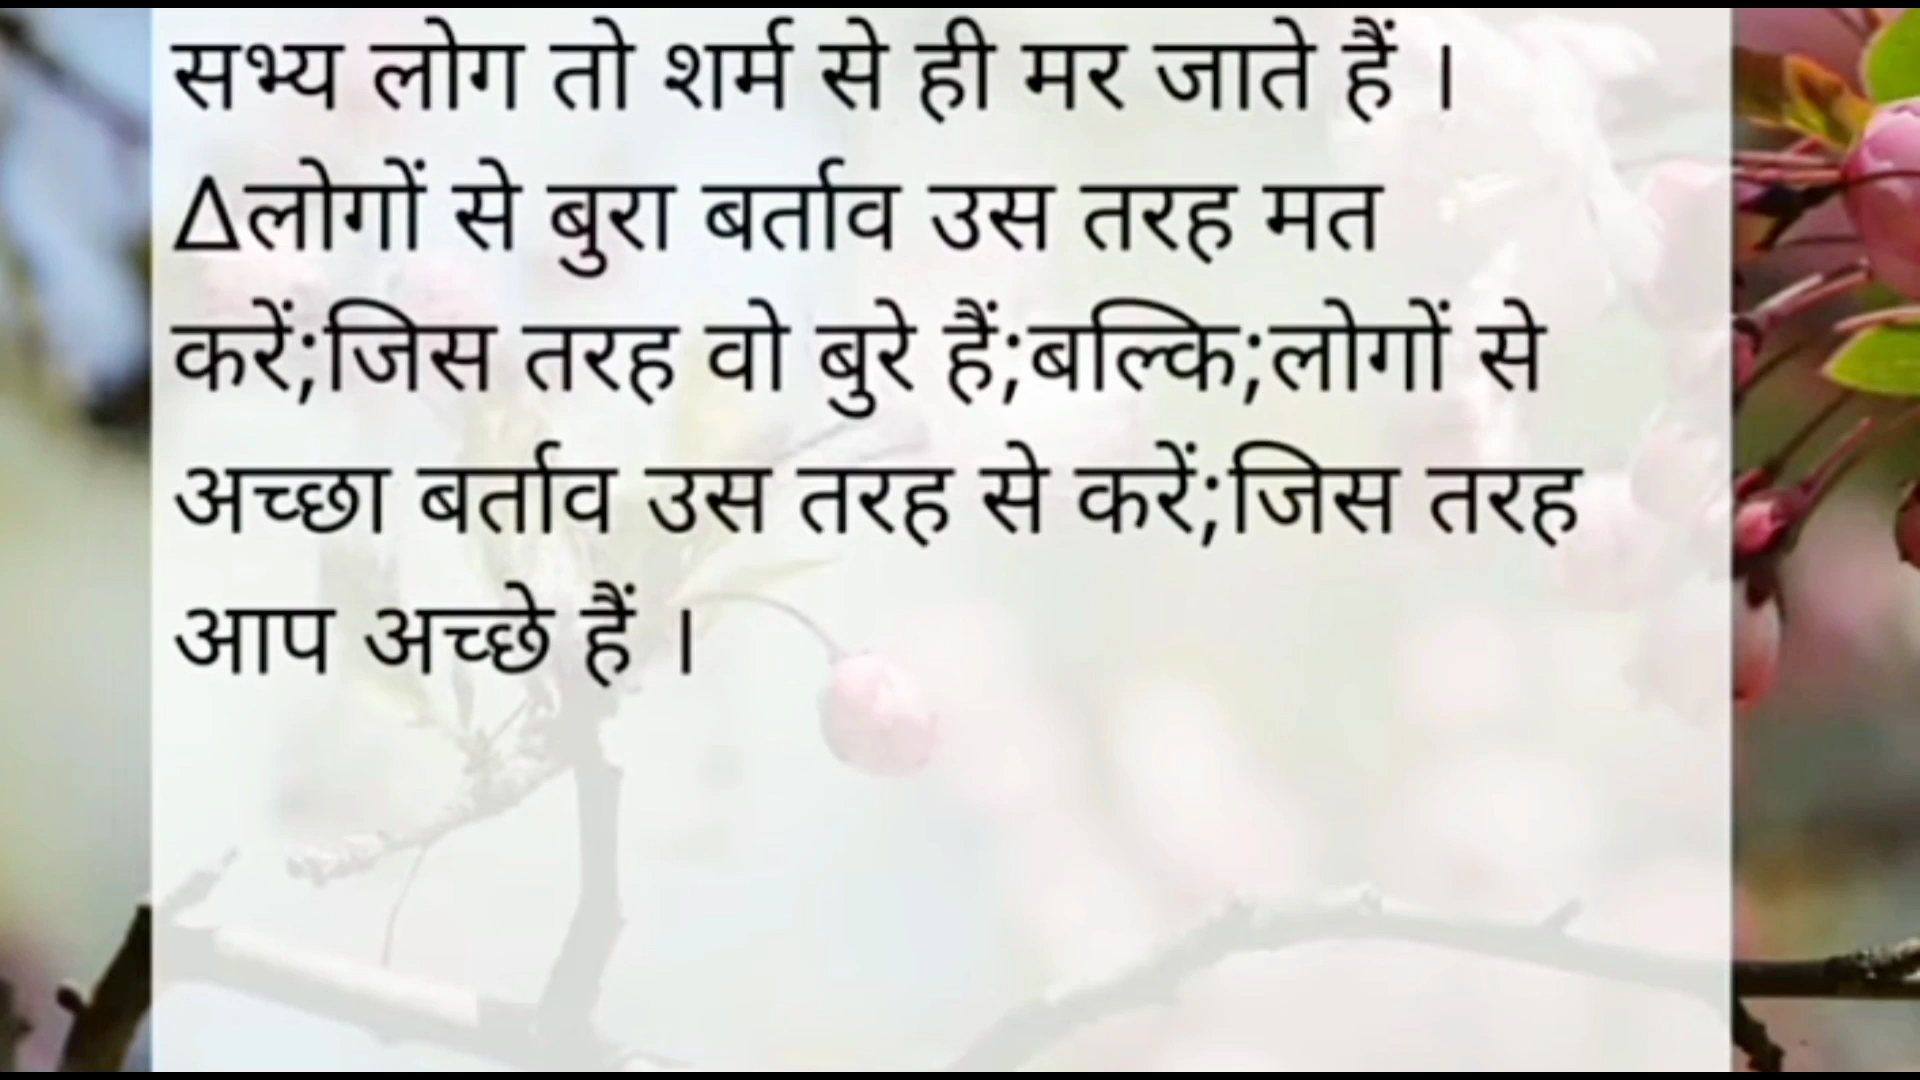 सभ्य लोग तो शर्म से ही मर जाते हैं ।
∆लोगों से बुरा बर्ताव उस तरह मत
करें;जिस तरह वो बुरे हैं;बल्कि;लोगों से
अच्छा बर्ताव उस तरह से करें;जिस तरह
आप अच्छे हैं ।